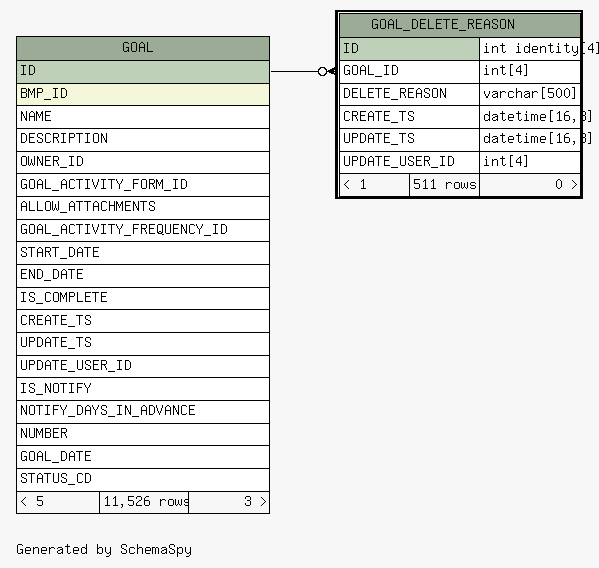 GOAL
ID
BMP_ID
NAME
DESCRIPTION
OWNER_ID
GOAL_ACTIVITY_FORM_ID
ALLOW_ATTACHMENTS
GOAL_ACTIVITY_FREQUENCY_ID
START_DATE
END_DATE
IS_COMPLETE
CREATE_TS
UPDATE_TS
UPDATE_USER_ID
IS_NOTIFY
NOTIFY_DAYS_IN_ADVANCE
NUMBER
GOAL_DATE
STATUS_CD
< 5 11,526 rows 3 >
GOAL_DELETE_REASON
ID int identity[4]
GOAL_ID int[4]
DELETE_REASON varchar[500]
CREATE_TS datetime[16,3]
UPDATE_TS datetime[16,3]
UPDATE_USER_ID int[4]
< 1 511 rows 0 >
Generated by SchemaSpy